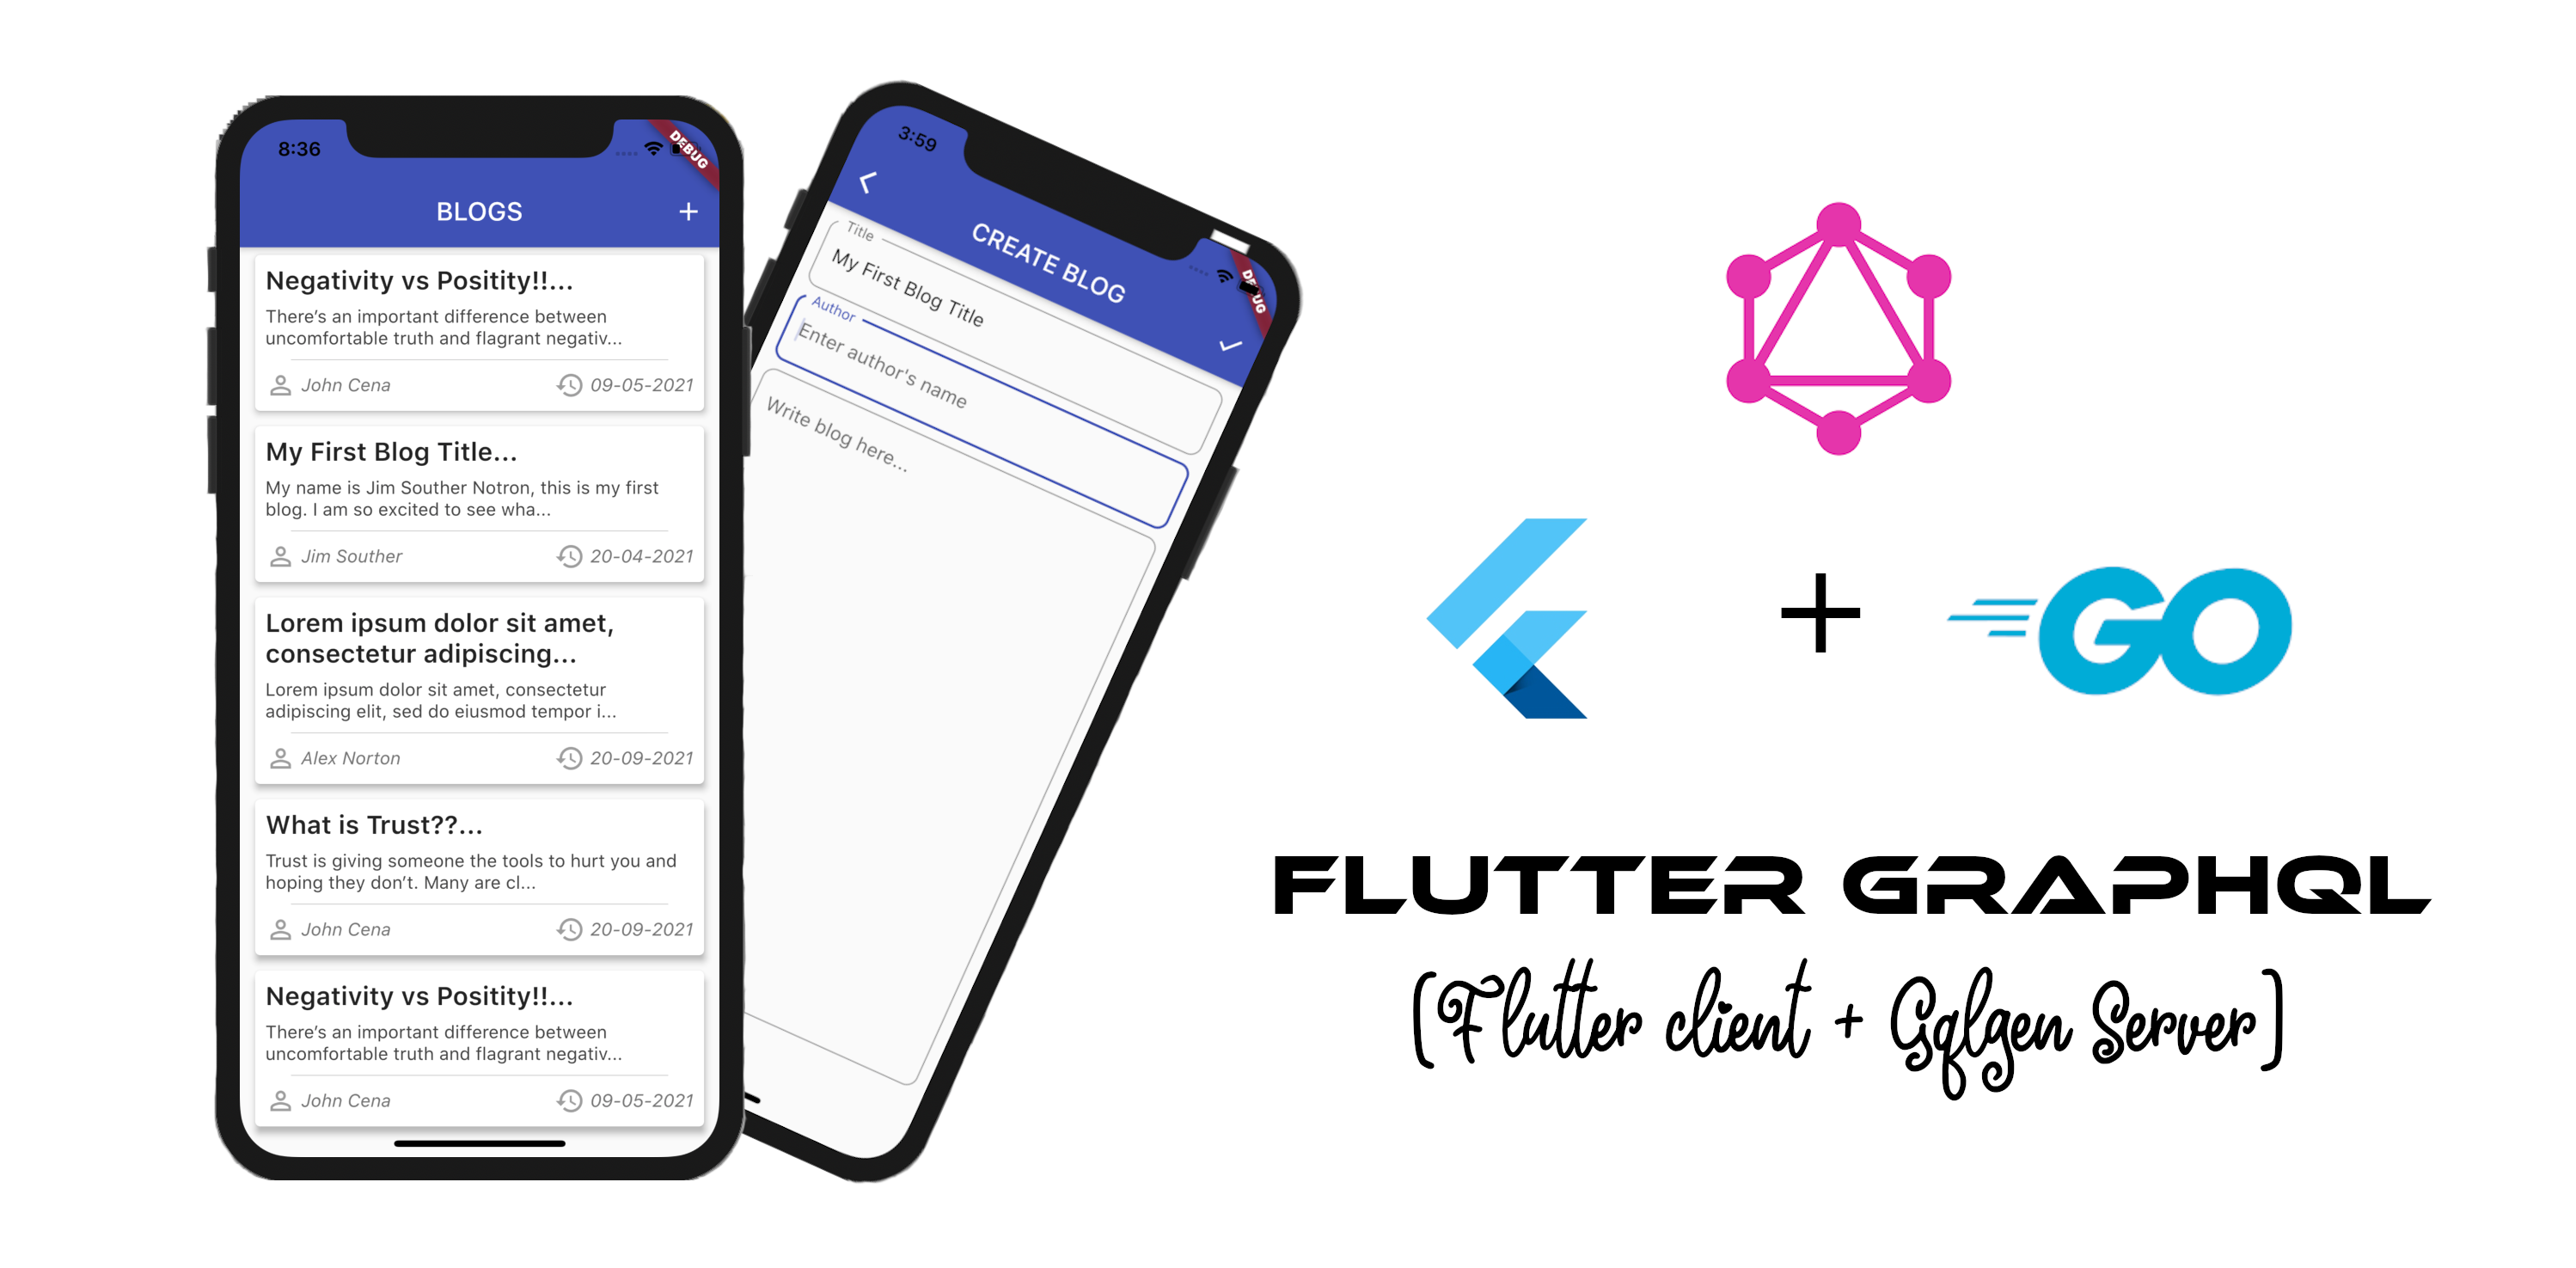 8:36
DEBUG
BLOGS
Negativity vs Positity!!...
There's an important difference between
uncomfortable truth and flagrant negativ...
John Cena
09-05-2021
My First Blog Title...
My name is Jim Souther Notron, this is my first
blog. I am so excited to see wha...
Jim Souther
20-04-2021
Lorem ipsum dolor sit amet,
consectetur adipiscing...
Lorem ipsum dolor sit amet, consectetur
adipiscing elit, sed do eiusmod tempor i...
Alex Norton
20-09-2021
What is Trust??...
Trust is giving someone the tools to hurt you and
hoping they don't. Many are cl...
John Cena
20-09-2021
Negativity vs Positity!!...
There's an important difference between
uncomfortable truth and flagrant negativ...
John Cena
09-05-2021
3:59
DEBUG
CREATE BLOG
Title
My First Blog Title
Author
Enter author's name
Write blog here...
+
GO
FLUTTER GRAPHQL
(Flutter client + Gqlgen Server)